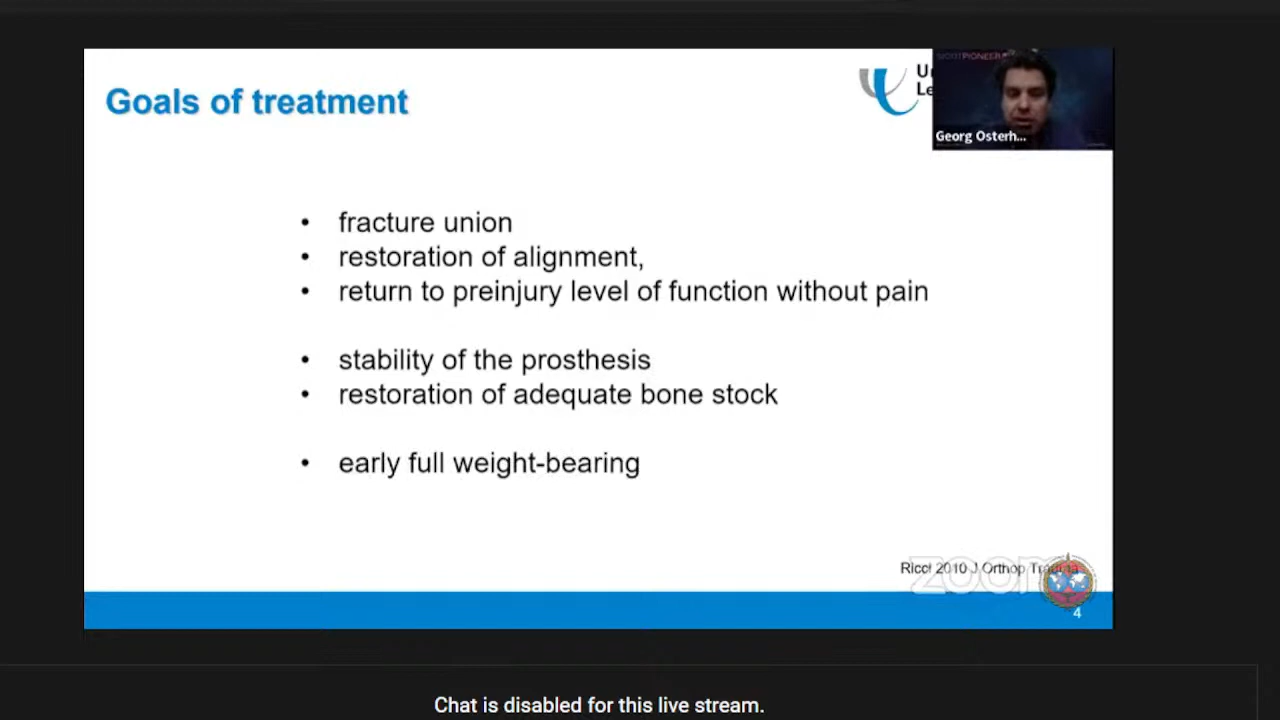 Goals of treatment
Georg Osterh...
• fracture union
• restoration of alignment,
• return to preinjury level of function without pain
• stability of the prosthesis
• restoration of adequate bone stock
• early full weight-bearing
Ricci 2010 J Orthop Trauma
zoom
4
Chat is disabled for this live stream.